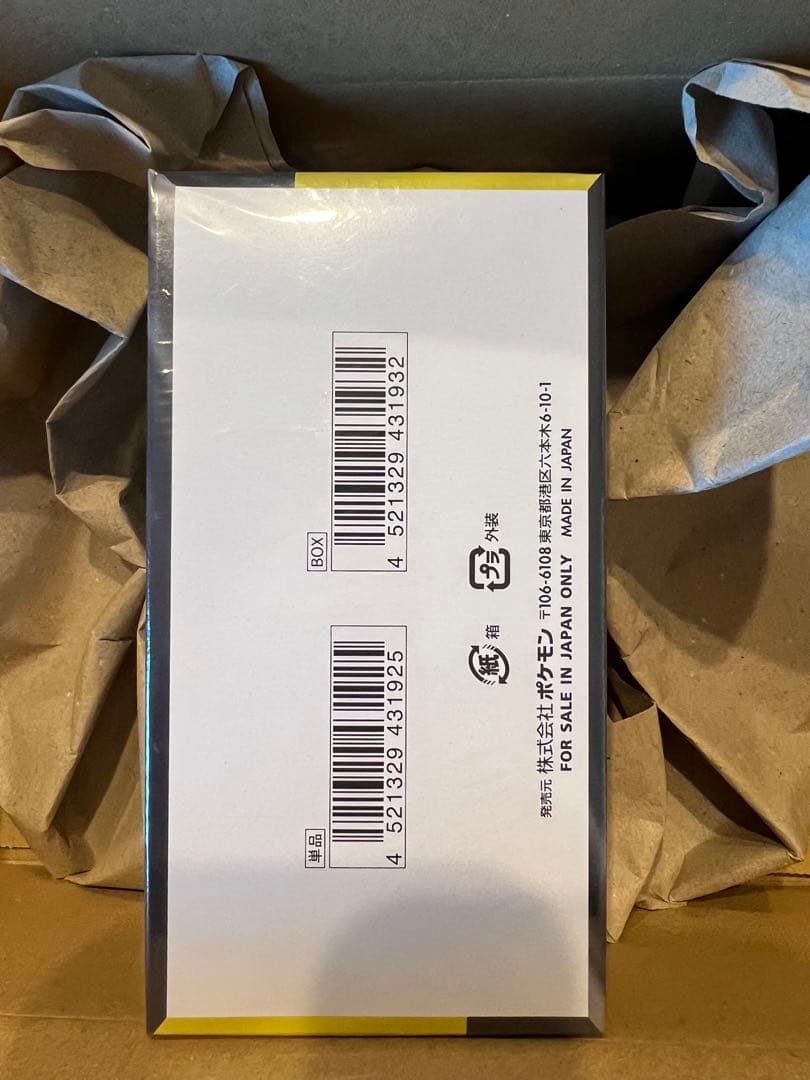 単品
4 521329 431925
BOX
4 521329 431932
紙 箱
プラ 外装
発売元 株式会社 ポケモン 〒106-6108 東京都港区六本木6-10-1
FOR SALE IN JAPAN ONLY MADE IN JAPAN